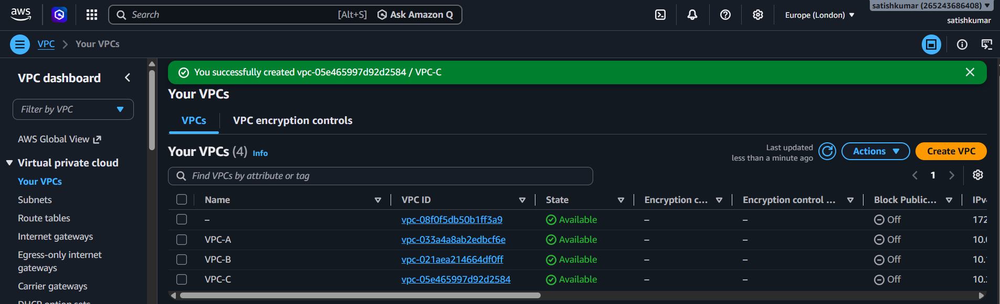 aws
Search [Alt+S] Ask Amazon Q
Europe (London)
satishkumar (265243686408)
satishkumar
VPC
Your VPCs
VPC dashboard
Filter by VPC
AWS Global View
Virtual private cloud
Your VPCs
Subnets
Route tables
Internet gateways
Egress-only internet
gateways
Carrier gateways
You successfully created vpc-05e465997d92d2584 / VPC-C
Your VPCs
VPCs
VPC encryption controls
Your VPCs (4) Info
Last updated
less than a minute ago
Actions
Create VPC
Find VPCs by attribute or tag
1
Name VPC ID State Encryption c... Encryption control ... Block Public...
– vpc-08f0f5db50b1ff3a9 Available – – Off 172
VPC-A vpc-033a4a8ab2edbcf6e Available – – Off 10.
VPC-B vpc-021aea214664df0ff Available – – Off 10.
VPC-C vpc-05e465997d92d2584 Available – – Off 10.